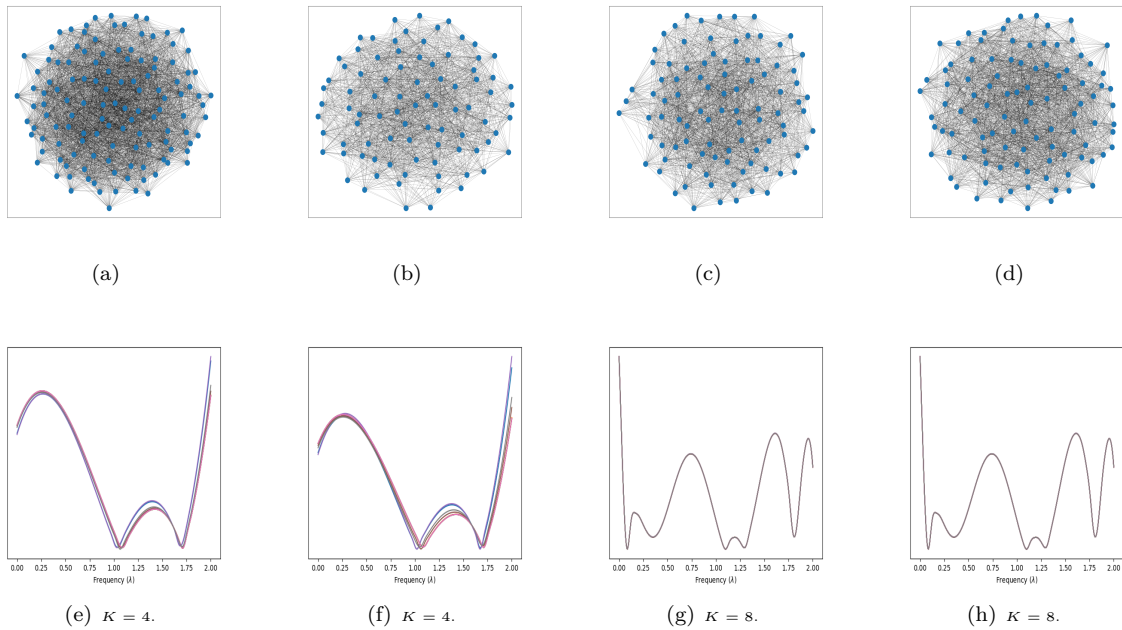 (a) (b) (c) (d)
0.00 0.25 0.50 0.75 1.00 1.25 1.50 1.75 2.00 0.00 0.25 0.50 0.75 1.00 1.25 1.50 1.75 2.00 0.00 0.25 0.50 0.75 1.00 1.25 1.50 1.75 2.00 0.00 0.25 0.50 0.75 1.00 1.25 1.50 1.75 2.00
Frequency (λ) Frequency (λ) Frequency (λ) Frequency (λ)
(e) K = 4. (f) K = 4. (g) K = 8. (h) K = 8.